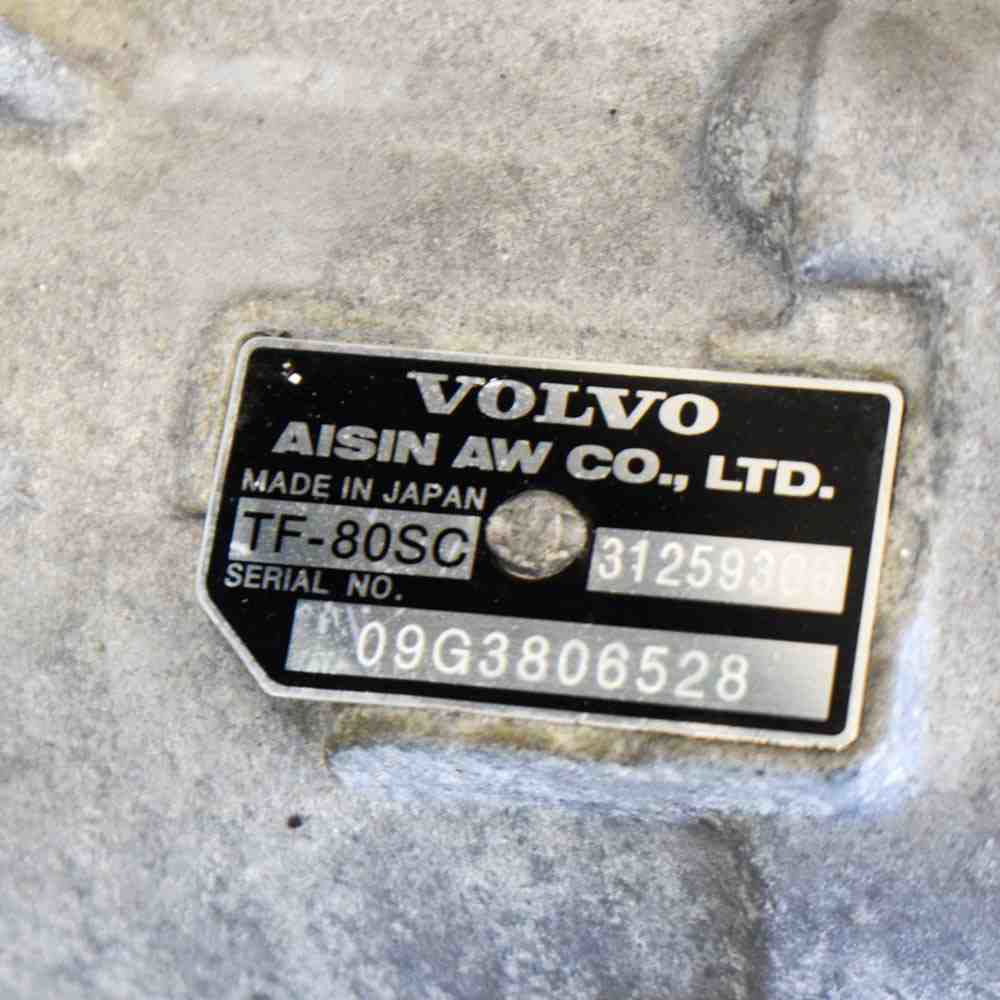 VOLVO
AISIN AW CO., LTD.
MADE IN JAPAN
TF-80SC
SERIAL NO.
09G3806528